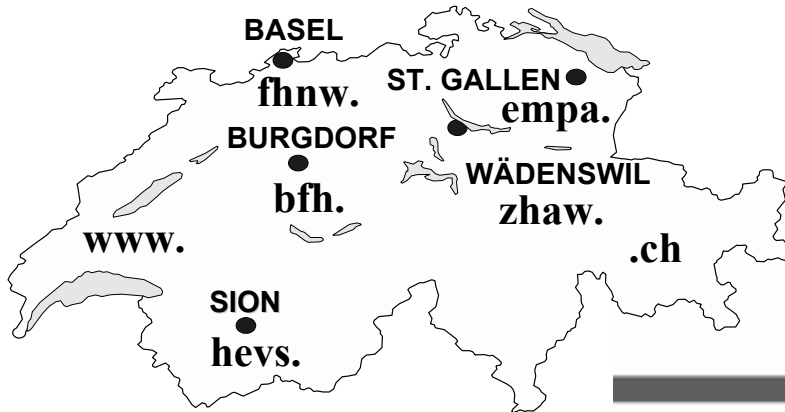 BASEL
fhnw.
ST. GALLEN
empa.
BURGDORF
bfh.
WÄDENSWIL
zhaw.
www.
.ch
SION
hevs.